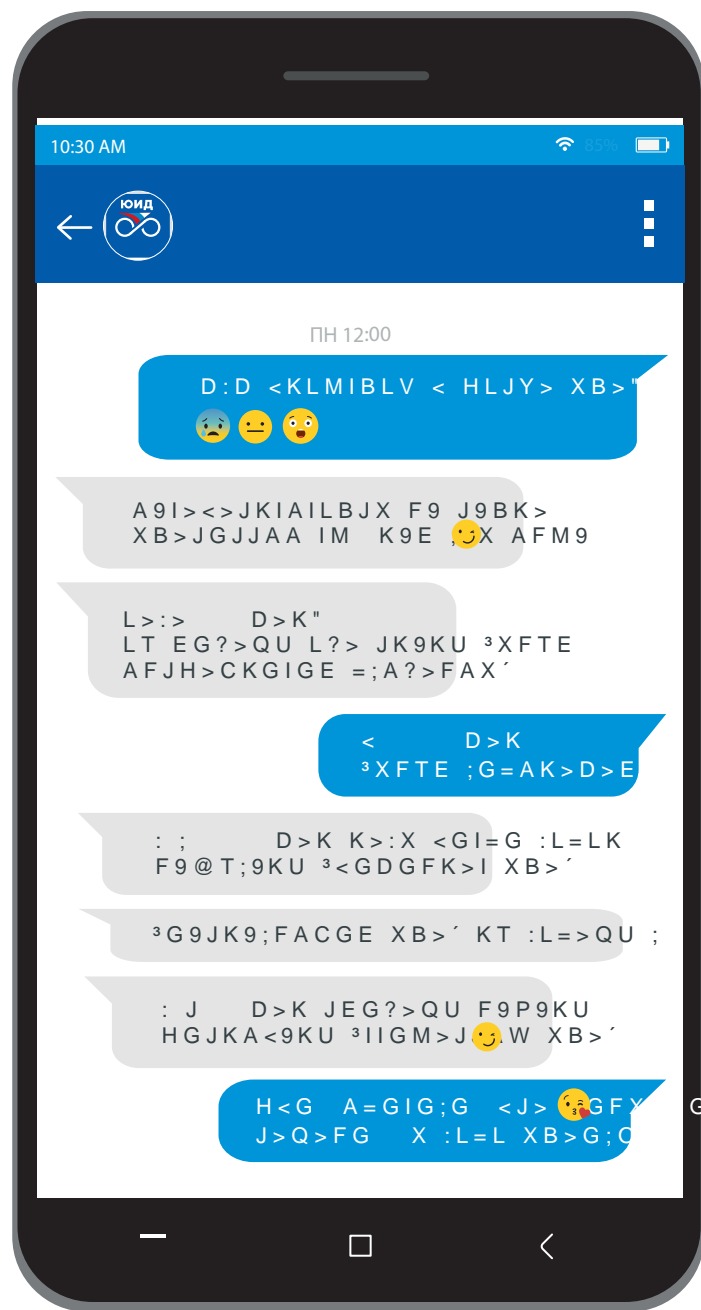 10:30 AM
85%
ЮИД
ПН 12:00
D:D <KLMIBLV < HLJY> XB>"
A9I><>JKIAILBJX F9 J9BK>
XB>JGJJAA IM K9E ;X AFM9
L>:> D>K"
LT EG?>QU L?> JK9KU ³XFTE
AFJH>CKGIGE =;A?>FAX´
< D>K
³XFTE ;G=AK>D>E
: ; D>K K>:X <GI=G :L=LK
F9@T;9KU ³<GDGFK>I XB>´
³G9JK9;FACGE XB>´ KT :L=>QU ;
: J D>K JEG?>QU F9P9KU
HGJKA<9KU ³IIGM>J W XB>´
H<G A=GIG;G <J> GFX G
J>Q>FG X :L=L XB>G;C